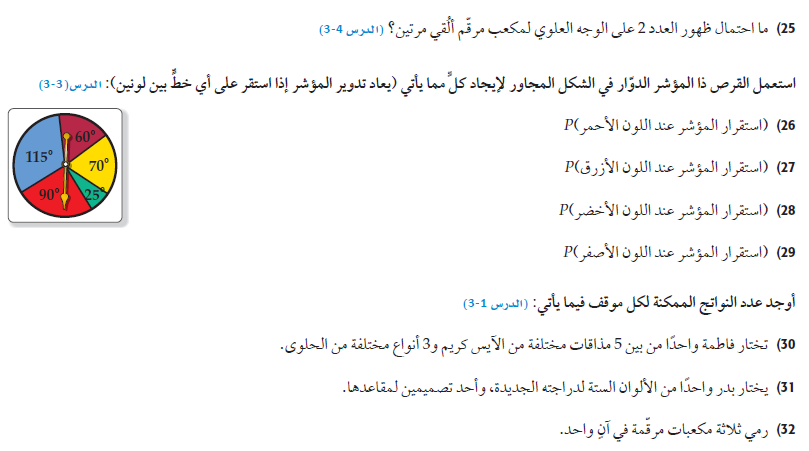 25) ما احتمال ظهور العدد 2 على الوجه العلوي لمكعب مرقّم أُلقي مرتين؟ (الدرس 4-3)
استعمل القرص ذا المؤشر الدوّار في الشكل المجاور لإيجاد كلٍّ مما يأتي (يعاد تدوير المؤشر إذا استقر على أي خطٍّ بين لونين): الدرس(3-3)
26) P(استقرار المؤشر عند اللون الأحمر)
27) P(استقرار المؤشر عند اللون الأزرق)
28) P(استقرار المؤشر عند اللون الأخضر)
29) P(استقرار المؤشر عند اللون الأصفر)
60°
115°
70°
90°
25°
أوجد عدد النواتج الممكنة لكل موقف فيما يأتي: (الدرس 1-3)
30) تختار فاطمة واحدًا من بين 5 مذاقات مختلفة من الآيس كريم و3 أنواع مختلفة من الحلوى.
31) يختار بدر واحدًا من الألوان الستة لدراجته الجديدة، وأحد تصميمين لمقاعدها.
32) رمي ثلاثة مكعبات مرقّمة في آنٍ واحد.